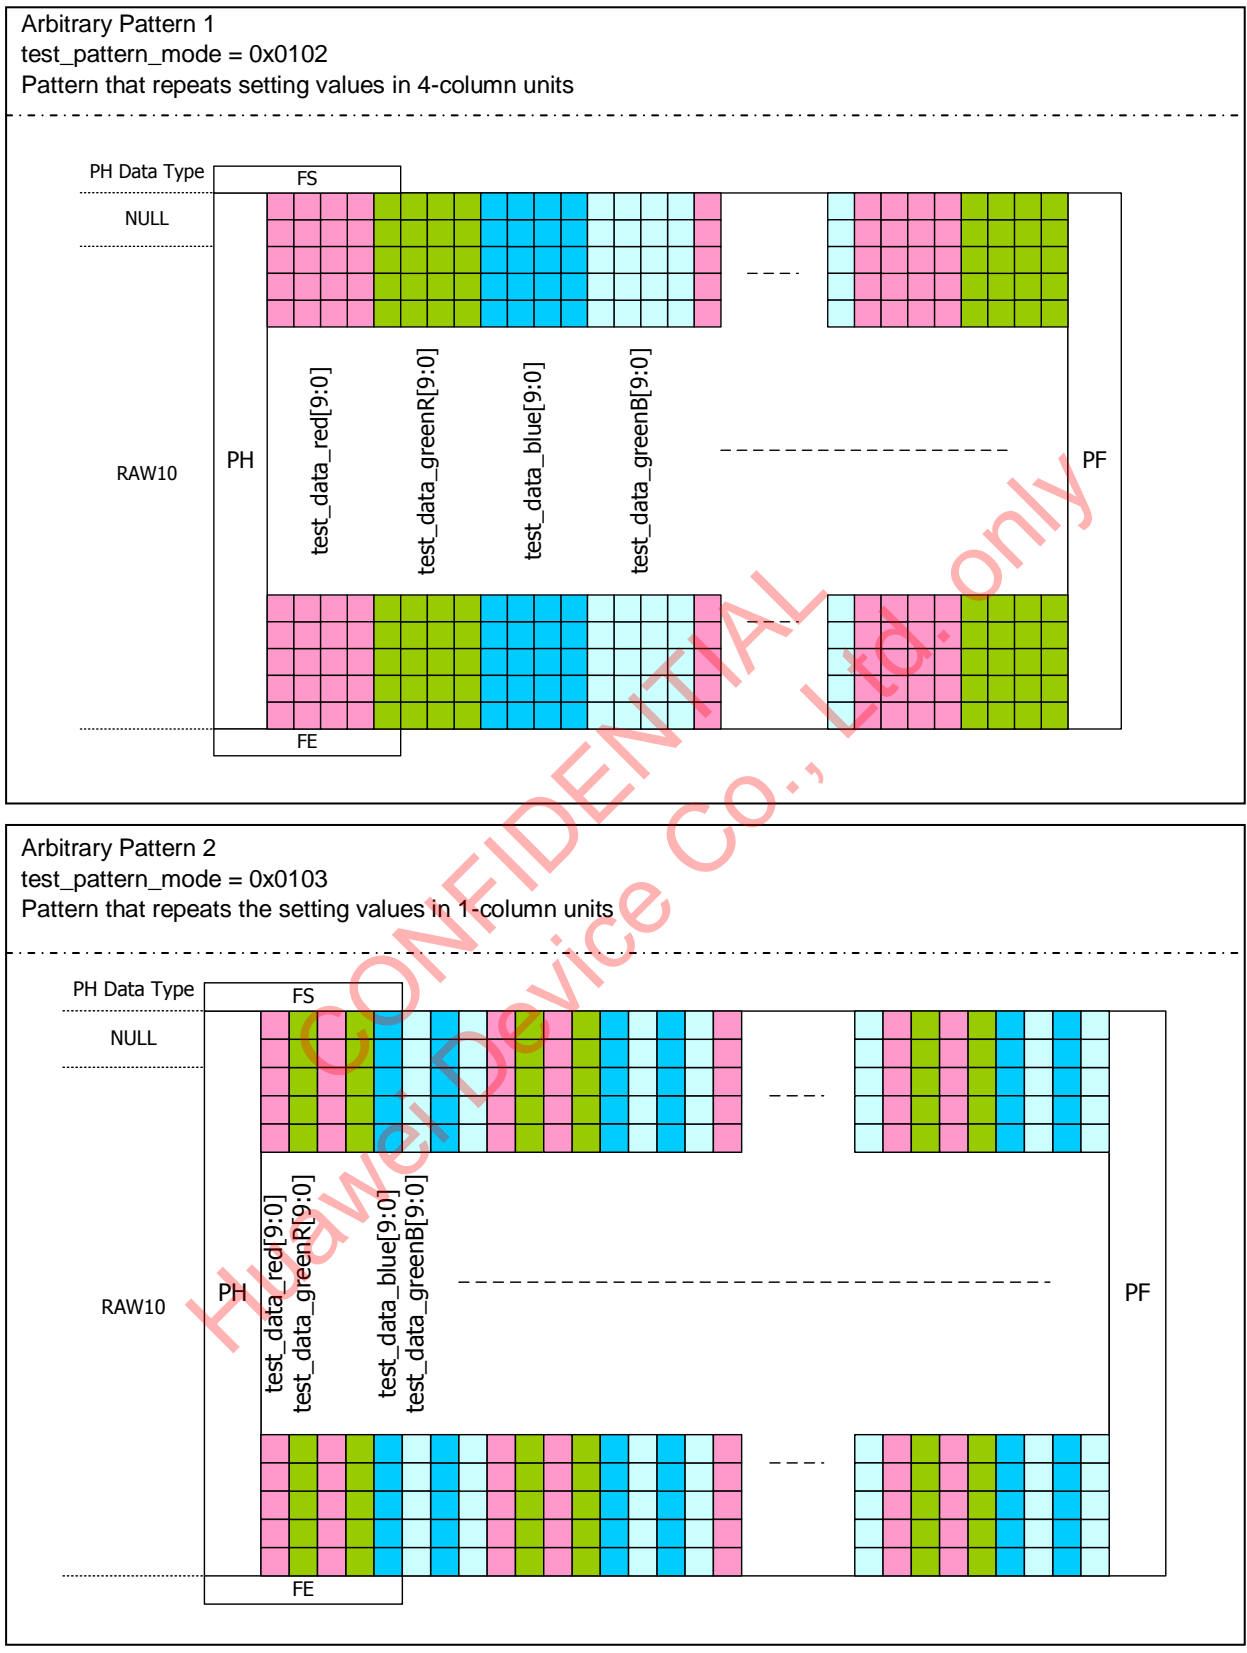 Arbitrary Pattern 1
test_pattern_mode = 0x0102
Pattern that repeats setting values in 4-column units
PH Data Type
FS
NULL
test_data_red[9:0]
test_data_greenR[9:0]
test_data_blue[9:0]
test_data_greenB[9:0]
RAW10
PH
PF
FE
Arbitrary Pattern 2
test_pattern_mode = 0x0103
Pattern that repeats the setting values in 1-column units
PH Data Type
FS
NULL
test_data_red[9:0]
test_data_greenR[9:0]
test_data_blue[9:0]
test_data_greenB[9:0]
RAW10
PH
PF
FE
CONFIDENTIAL
Huawei Device Co., Ltd. only